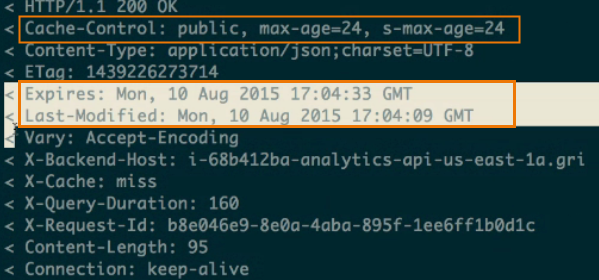 < HTTP/1.1 200 OK
< Cache-Control: public, max-age=24, s-max-age=24
< Content-Type: application/json;charset=UTF-8
< ETag: 1439226273714
< Expires: Mon, 10 Aug 2015 17:04:33 GMT
< Last-Modified: Mon, 10 Aug 2015 17:04:09 GMT
< Vary: Accept-Encoding
< X-Backend-Host: i-68b412ba-analytics-api-us-east-1a.gri
< X-Cache: miss
< X-Query-Duration: 160
< X-Request-Id: b8e046e9-8e0a-4aba-895f-1ee6ff1b0d1c
< Content-Length: 95
< Connection: keep-alive